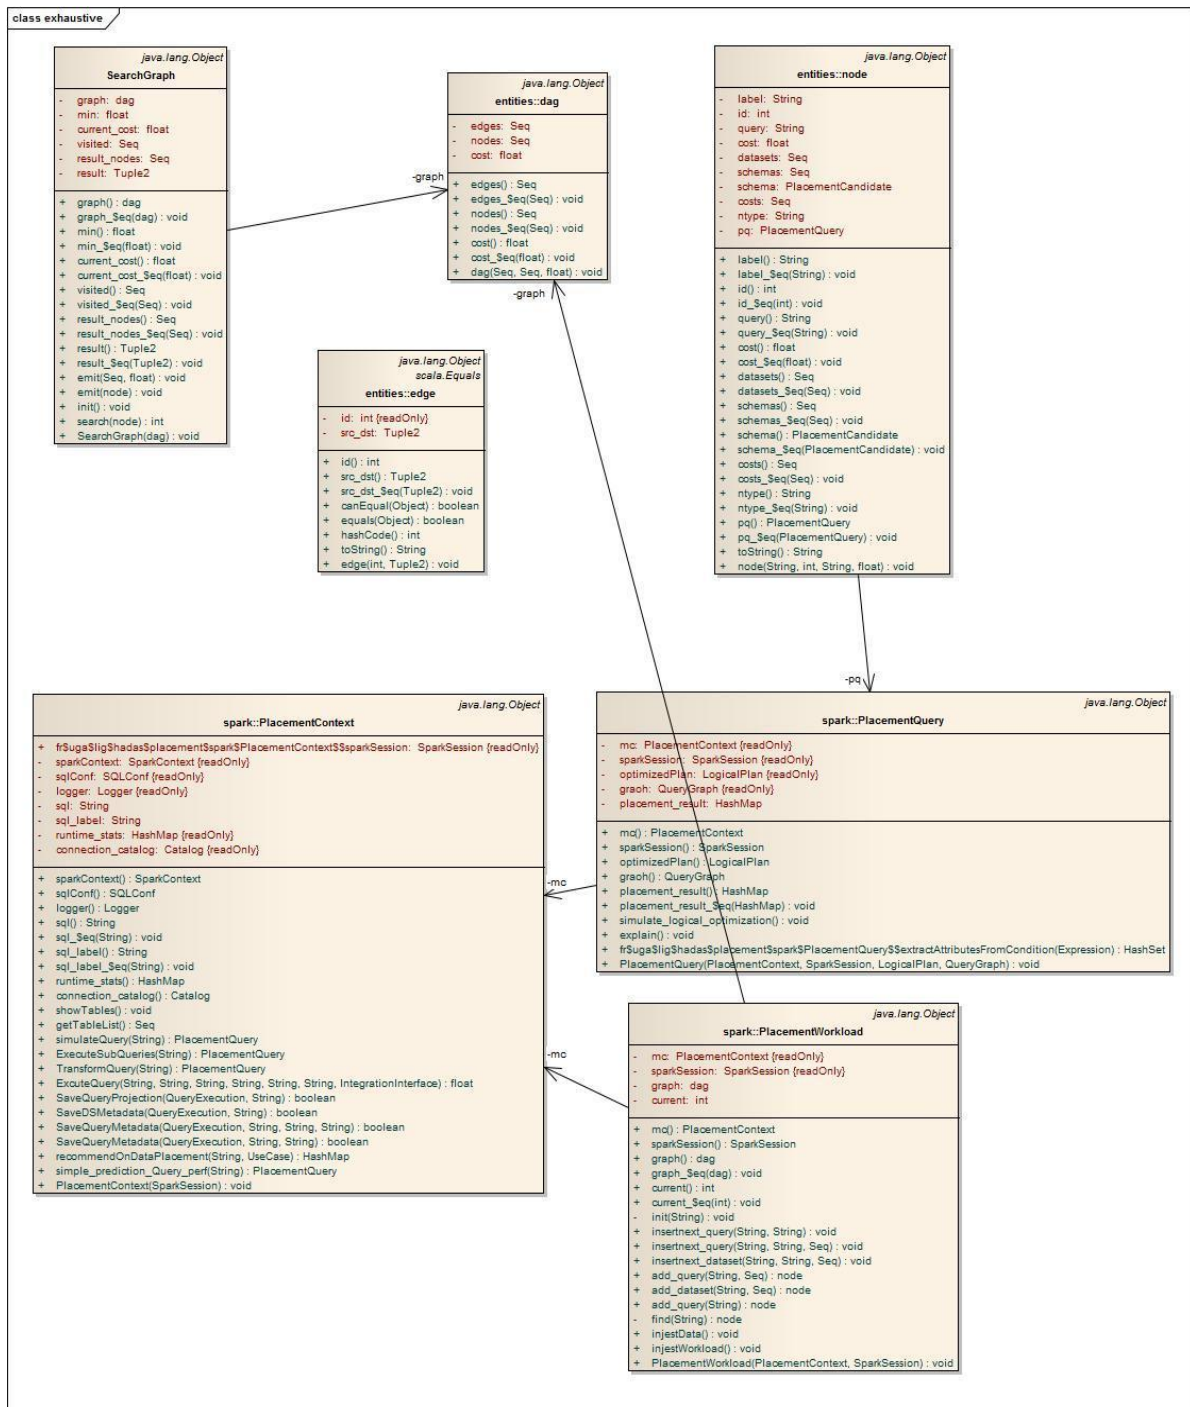 class exhaustive
java.lang.Object
SearchGraph
- graph: dag
- min: float
- current_cost: float
- visited: Seq
- result_nodes: Seq
- result: Tuple2
+ graph() : dag
+ graph_$eq(dag) : void
+ min() : float
+ min_$eq(float) : void
+ current_cost() : float
+ current_cost_$eq(float) : void
+ visited() : Seq
+ visited_$eq(Seq) : void
+ result_nodes() : Seq
+ result_nodes_$eq(Seq) : void
+ result() : Tuple2
+ result_$eq(Tuple2) : void
+ emit(Seq, float) : void
+ emit(node) : void
+ init() : void
+ search(node) : int
+ SearchGraph(dag) : void
-graph
java.lang.Object
entities::dag
- edges: Seq
- nodes: Seq
- cost: float
+ edges() : Seq
+ edges_$eq(Seq) : void
+ nodes() : Seq
+ nodes_$eq(Seq) : void
+ cost() : float
+ cost_$eq(float) : void
+ dag(Seq, Seq, float) : void
-graph
java.lang.Object
entities::node
- label: String
- id: int
- query: String
- cost: float
- datasets: Seq
- schemas: Seq
- schema: PlacementCandidate
- costs: Seq
- ntype: String
- pq: PlacementQuery
+ label() : String
+ label_$eq(String) : void
+ id() : int
+ id_$eq(int) : void
+ query() : String
+ query_$eq(String) : void
+ cost() : float
+ cost_$eq(float) : void
+ datasets() : Seq
+ datasets_$eq(Seq) : void
+ schemas() : Seq
+ schemas_$eq(Seq) : void
+ schema() : PlacementCandidate
+ schema_$eq(PlacementCandidate) : void
+ costs() : Seq
+ costs_$eq(Seq) : void
+ ntype() : String
+ ntype_$eq(String) : void
+ pq() : PlacementQuery
+ pq_$eq(PlacementQuery) : void
+ toString() : String
+ node(String, int, String, float) : void
java.lang.Object
scala.Equals
entities::edge
- id: int {readOnly}
- src_dst: Tuple2
+ id() : int
+ src_dst() : Tuple2
+ src_dst_$eq(Tuple2) : void
+ canEqual(Object) : boolean
+ equals(Object) : boolean
+ hashCode() : int
+ toString() : String
+ edge(int, Tuple2) : void
-pq
java.lang.Object
spark::PlacementContext
+ fr$uga$lig$hadas$placement$spark$PlacementContext$$sparkSession: SparkSession {readOnly}
- sparkContext: SparkContext {readOnly}
- sqlConf: SQLConf {readOnly}
- logger: Logger {readOnly}
- sql: String
- sql_label: String
- runtime_stats: HashMap {readOnly}
- connection_catalog: Catalog {readOnly}
+ sparkContext() : SparkContext
+ sqlConf() : SQLConf
+ logger() : Logger
+ sql() : String
+ sql_$eq(String) : void
+ sql_label() : String
+ sql_label_$eq(String) : void
+ runtime_stats() : HashMap
+ connection_catalog() : Catalog
+ showTables() : void
+ getTableList() : Seq
+ simulateQuery(String) : PlacementQuery
+ ExecuteSubQueries(String) : PlacementQuery
+ TransformQuery(String) : PlacementQuery
+ ExcuteQuery(String, String, String, String, String, String, IntegrationInterface) : float
+ SaveQueryProjection(QueryExecution, String) : boolean
+ SaveDSMetadata(QueryExecution, String) : boolean
+ SaveQueryMetadata(QueryExecution, String, String, String) : boolean
+ SaveQueryMetadata(QueryExecution, String, String) : boolean
+ recommendOnDataPlacement(String, UseCase) : HashMap
+ simple_prediction_Query_perf(String) : PlacementQuery
+ PlacementContext(SparkSession) : void
-mc
-mc
java.lang.Object
spark::PlacementQuery
- mc: PlacementContext {readOnly}
- sparkSession: SparkSession {readOnly}
- optimizedPlan: LogicalPlan {readOnly}
- graoh: QueryGraph {readOnly}
- placement_result: HashMap
+ mc() : PlacementContext
+ sparkSession() : SparkSession
+ optimizedPlan() : LogicalPlan
+ graoh() : QueryGraph
+ placement_result() : HashMap
+ placement_result_$eq(HashMap) : void
+ simulate_logical_optimization() : void
+ explain() : void
+ fr$uga$lig$hadas$placement$spark$PlacementQuery$$extractAttributesFromCondition(Expression) : HashSet
+ PlacementQuery(PlacementContext, SparkSession, LogicalPlan, QueryGraph) : void
java.lang.Object
spark::PlacementWorkload
- mc: PlacementContext {readOnly}
- sparkSession: SparkSession {readOnly}
- graph: dag
- current: int
+ mc() : PlacementContext
+ sparkSession() : SparkSession
+ graph() : dag
+ graph_$eq(dag) : void
+ current() : int
+ current_$eq(int) : void
- init(String) : void
+ insertnext_query(String, String) : void
+ insertnext_query(String, String, Seq) : void
+ insertnext_dataset(String, String, Seq) : void
+ add_query(String, Seq) : node
+ add_dataset(String, Seq) : node
+ add_query(String) : node
- find(String) : node
+ injestData() : void
+ injestWorkload() : void
+ PlacementWorkload(PlacementContext, SparkSession) : void